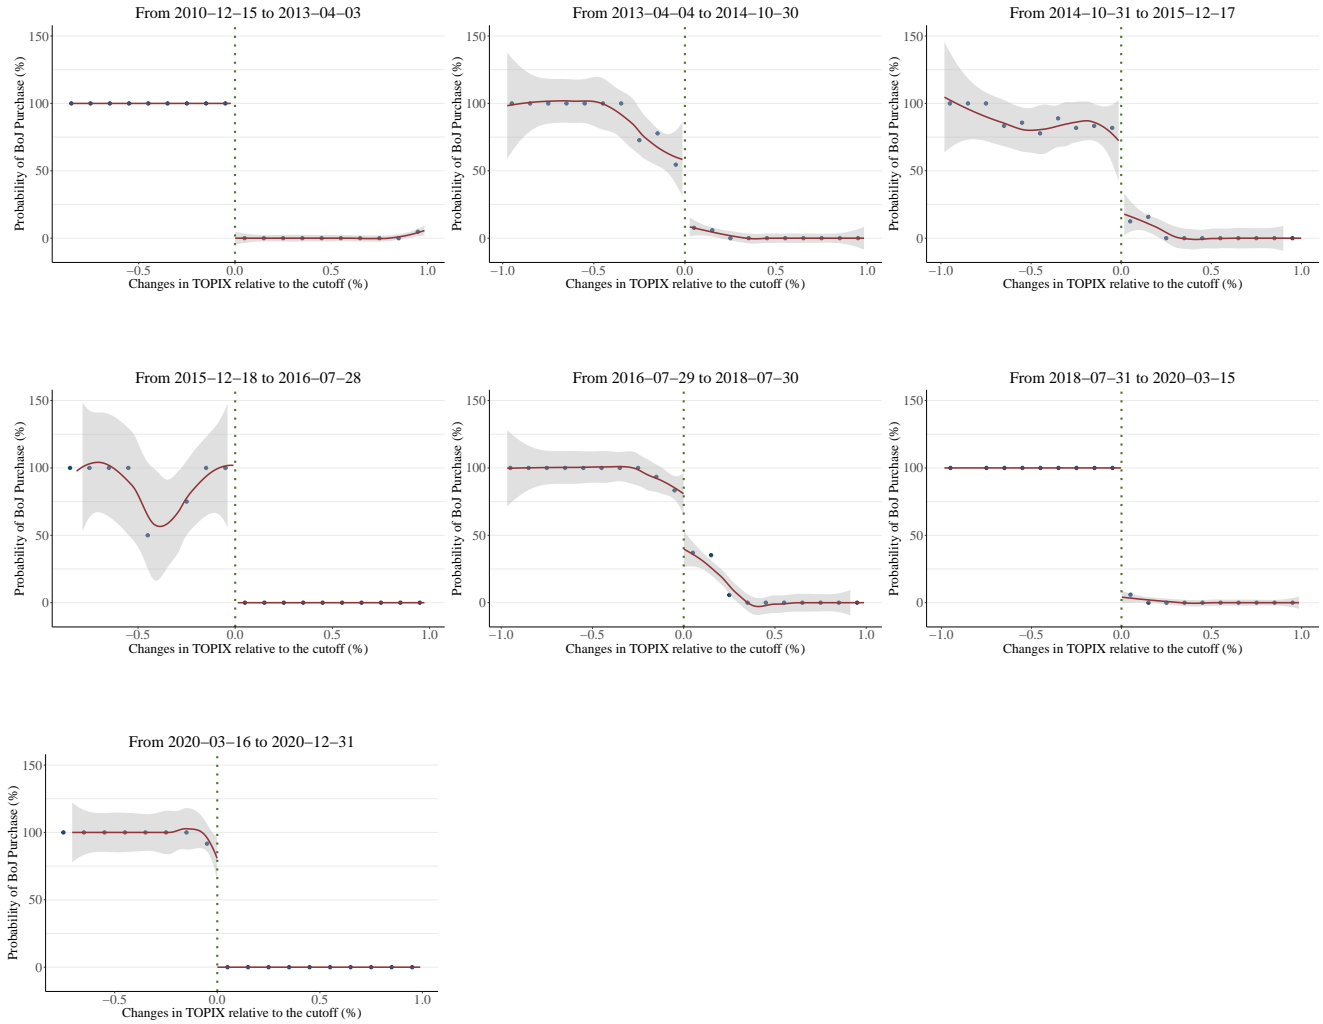 From 2010−12−15 to 2013−04−03
Probability of BoJ Purchase (%)
150
100
50
0
−0.5
0.0
0.5
1.0
Changes in TOPIX relative to the cutoff (%)
From 2013−04−04 to 2014−10−30
Probability of BoJ Purchase (%)
150
100
50
0
−1.0
−0.5
0.0
0.5
1.0
Changes in TOPIX relative to the cutoff (%)
From 2014−10−31 to 2015−12−17
Probability of BoJ Purchase (%)
150
100
50
0
−1.0
−0.5
0.0
0.5
1.0
Changes in TOPIX relative to the cutoff (%)
From 2015−12−18 to 2016−07−28
Probability of BoJ Purchase (%)
150
100
50
0
−0.5
0.0
0.5
1.0
Changes in TOPIX relative to the cutoff (%)
From 2016−07−29 to 2018−07−30
Probability of BoJ Purchase (%)
150
100
50
0
−1.0
−0.5
0.0
0.5
1.0
Changes in TOPIX relative to the cutoff (%)
From 2018−07−31 to 2020−03−15
Probability of BoJ Purchase (%)
150
100
50
0
−1.0
−0.5
0.0
0.5
1.0
Changes in TOPIX relative to the cutoff (%)
From 2020−03−16 to 2020−12−31
Probability of BoJ Purchase (%)
150
100
50
0
−0.5
0.0
0.5
1.0
Changes in TOPIX relative to the cutoff (%)